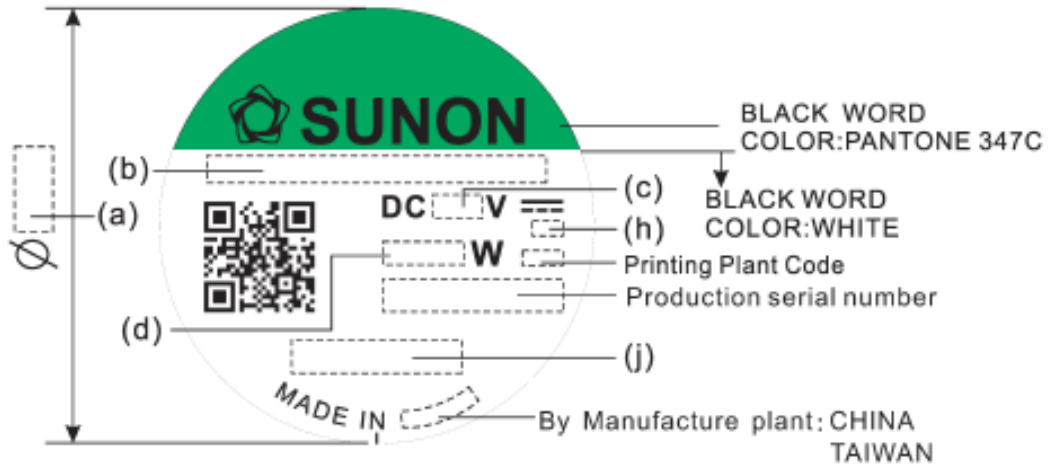 SUNON
BLACK WORD
COLOR:PANTONE 347C
(b)
(c)
DC V
BLACK WORD
COLOR:WHITE
(a)
(h)
Ø
W
Printing Plant Code
Production serial number
(d)
(j)
MADE IN
By Manufacture plant: CHINA
TAIWAN